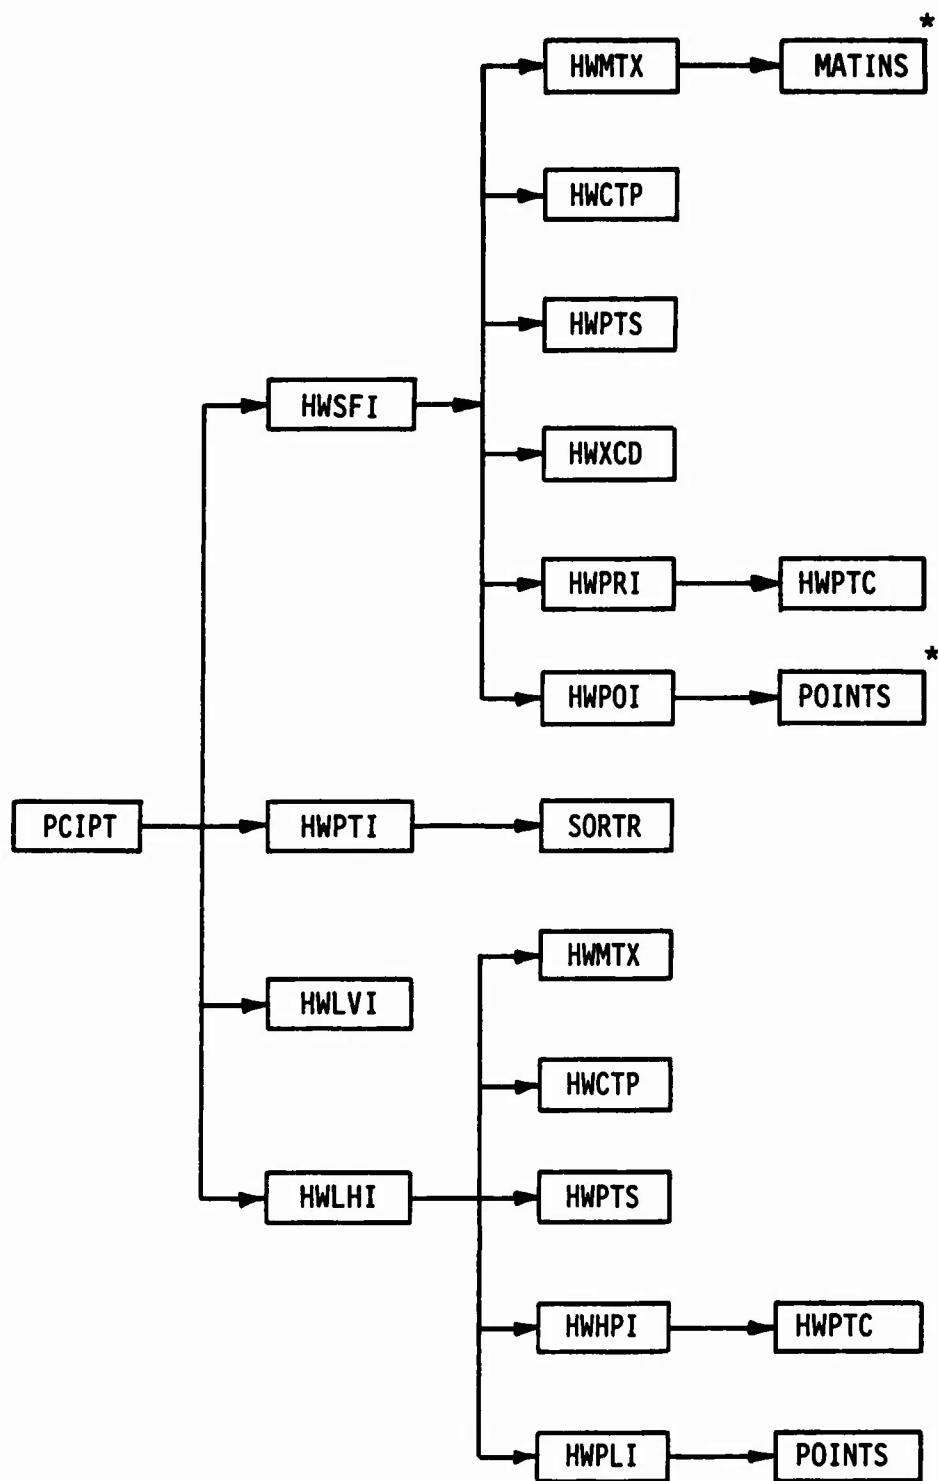 *
HWMTX
MATINS
HWCTP
HWPTS
HWSFI
HWXCD
HWPRI
HWPTC
*
HWPOI
POINTS
PCIPT
HWPTI
SORTR
HWMTX
HWLVI
HWCTP
HWLHI
HWPTS
HWHPI
HWPTC
HWPLI
POINTS